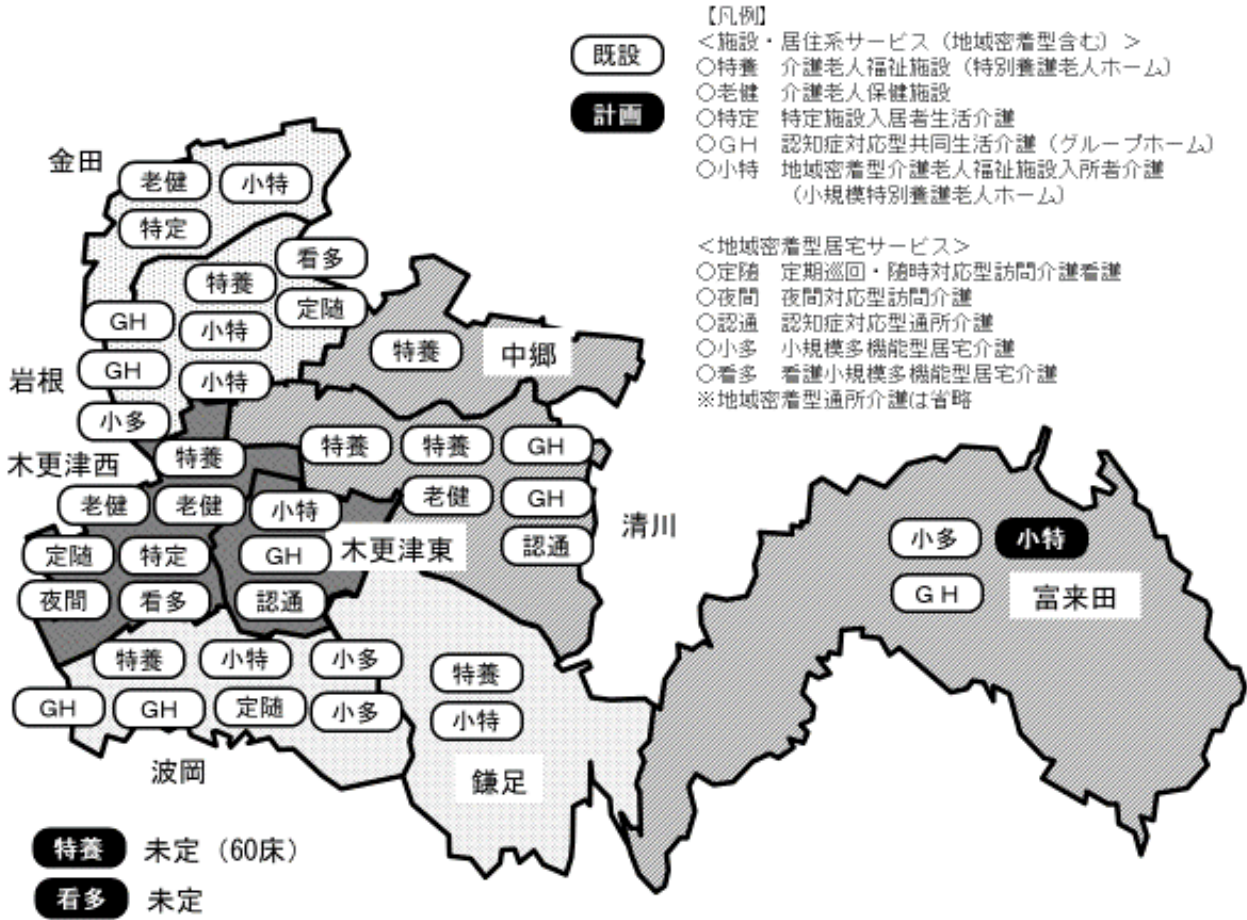 【凡例】
既設
＜施設・居住系サービス（地域密着型含む）＞
○特養　介護老人福祉施設（特別養護老人ホーム）
○老健　介護老人保健施設
計画
○特定　特定施設入居者生活介護
○ＧＨ　認知症対応型共同生活介護（グループホーム）
○小特　地域密着型介護老人福祉施設入所者介護
（小規模特別養護老人ホーム）
＜地域密着型居宅サービス＞
○定随　定期巡回・随時対応型訪問介護看護
○夜間　夜間対応型訪問介護
○認通　認知症対応型通所介護
○小多　小規模多機能型居宅介護
○看多　看護小規模多機能型居宅介護
※地域密着型通所介護は省略
金田
老健　小特
特定
看多
特養
定随
GH
小特
GH
小特
岩根
小多
特養　中郷
木更津西
特養
老健　老健
定随　特定
夜間　看多
小特
木更津東
GH
認通
特養　特養　GH
老健　GH
認通
清川
小多　小特
ＧＨ
富来田
特養　小特　小多
GH　GH　定随　小多
波岡
特養
小特
鎌足
特養　未定（60床）
看多　未定